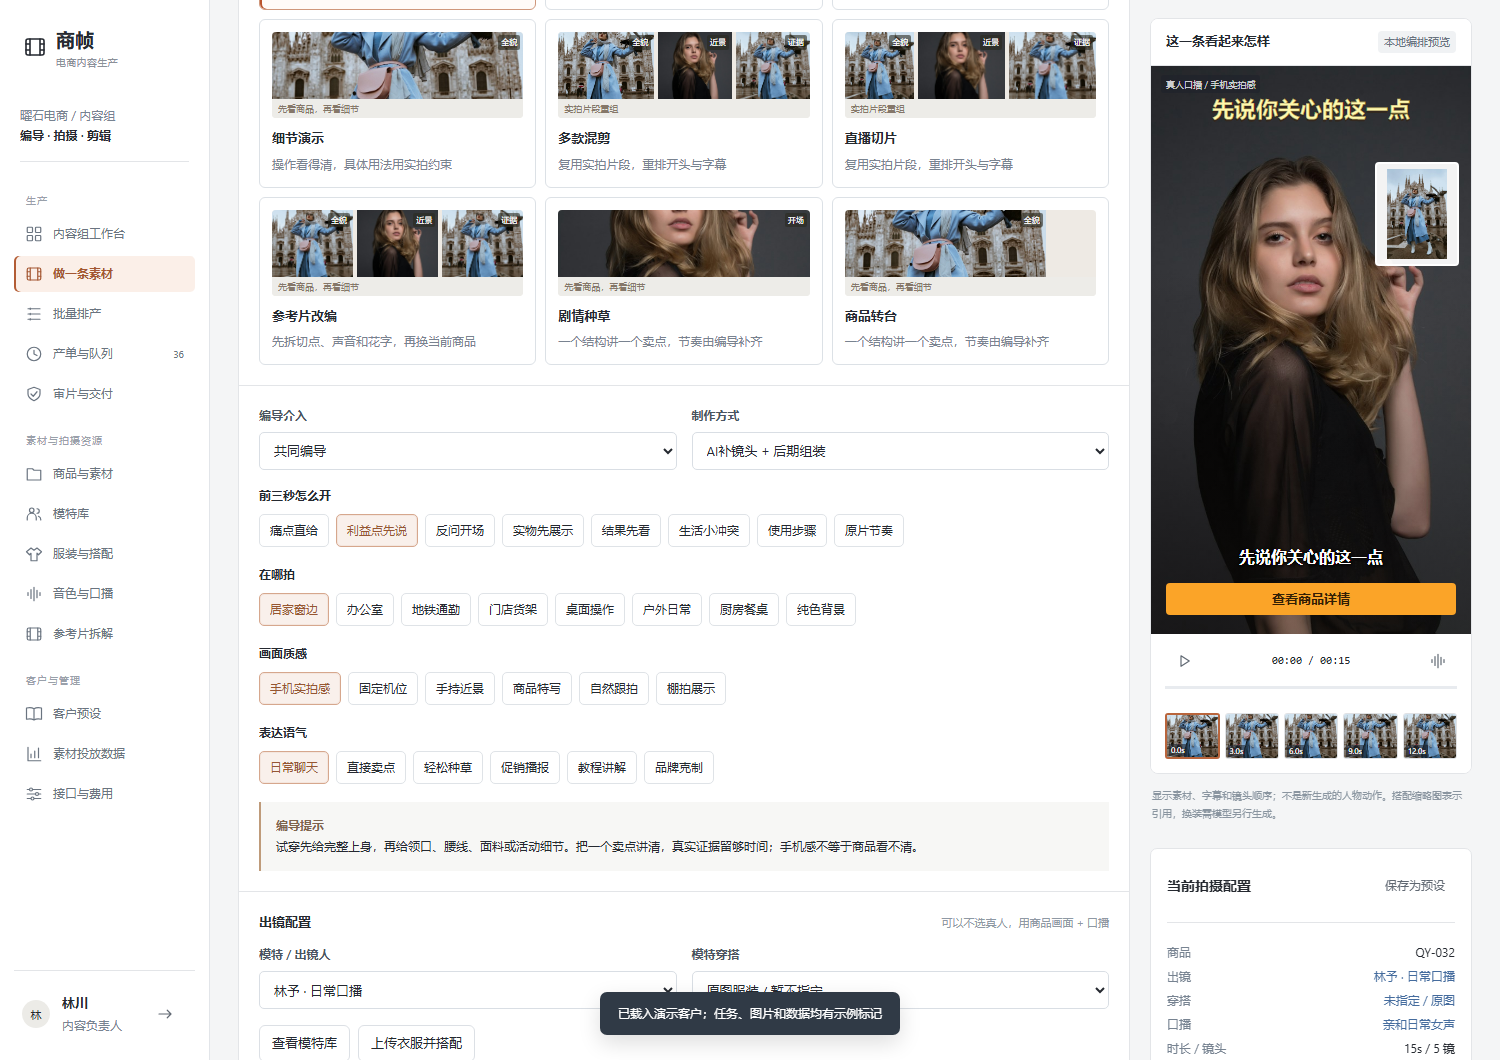 商帧
电商内容生产
曜石电商 / 内容组
编导 · 拍摄 · 剪辑
生产
内容组工作台
做一条素材
批量排产
产单与队列 36
审片与交付
素材与拍摄资源
商品与素材
模特库
服装与搭配
音色与口播
参考片拆解
客户与管理
客户预设
素材投放数据
接口与费用
林
林川
内容负责人
全貌
先看商品，再看细节
细节演示
操作看得清，具体用法用实拍约束
全貌 近景 证据
实拍片段重组
多款混剪
复用实拍片段，重排开头与字幕
全貌 近景 证据
实拍片段重组
直播切片
复用实拍片段，重排开头与字幕
全貌 近景 证据
先看商品，再看细节
参考片改编
先拆切点、声音和花字，再换当前商品
开场
先看商品，再看细节
剧情种草
一个结构讲一个卖点，节奏由编导补齐
全貌
先看商品，再看细节
商品转台
一个结构讲一个卖点，节奏由编导补齐
编导介入
共同编导
制作方式
AI补镜头 + 后期组装
前三秒怎么开
痛点直给 利益点先说 反问开场 实物先展示 结果先看 生活小冲突 使用步骤 原片节奏
在哪拍
居家窗边 办公室 地铁通勤 门店货架 桌面操作 户外日常 厨房餐桌 纯色背景
画面质感
手机实拍感 固定机位 手持近景 商品特写 自然跟拍 棚拍展示
表达语气
日常聊天 直接卖点 轻松种草 促销播报 教程讲解 品牌克制
编导提示
试穿先给完整上身，再给领口、腰线、面料或活动细节。把一个卖点讲清，真实证据留够时间；手机感不等于商品看不清。
出镜配置
可以不选真人，用商品画面 + 口播
模特 / 出镜人
林予 · 日常口播
模特穿搭
原图服装 / 暂不指定
查看模特库 上传衣服并搭配
已载入演示客户；任务、图片和数据均有示例标记
这一条看起来怎样
本地编排预览
真人口播 / 手机实拍感
先说你关心的这一点
先说你关心的这一点
查看商品详情
00:00 / 00:15
0.0s 3.0s 6.0s 9.0s 12.0s
显示素材、字幕和镜头顺序；不是新生成的人物动作。搭配缩略图表示
引用，换装需模型另行生成。
当前拍摄配置
保存为预设
商品 QY-032
出镜 林予 · 日常口播
穿搭 未指定 / 原图
口播 亲和日常女声
时长 / 镜头 15s / 5 镜